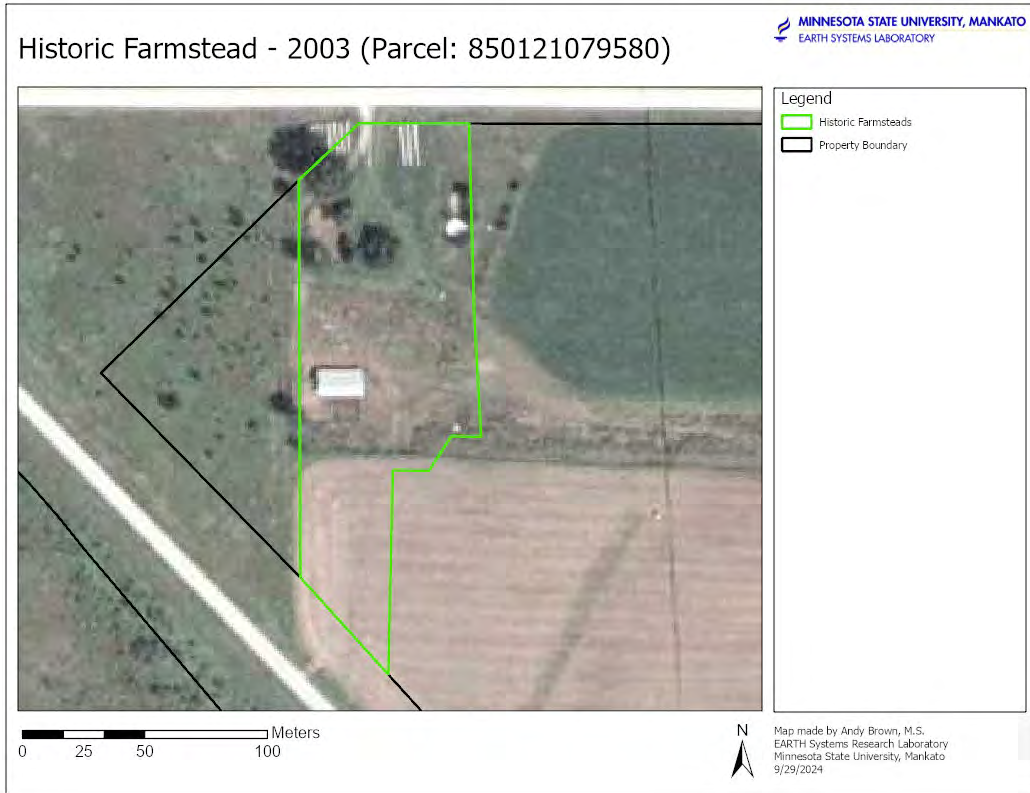 Historic Farmstead - 2003 (Parcel: 850121079580)
MINNESOTA STATE UNIVERSITY, MANKATO
EARTH SYSTEMS LABORATORY
Legend
Historic Farmsteads
Property Boundary
Meters
0 25 50 100
N
Map made by Andy Brown, M.S.
EARTH Systems Research Laboratory
Minnesota State University, Mankato
9/29/2024